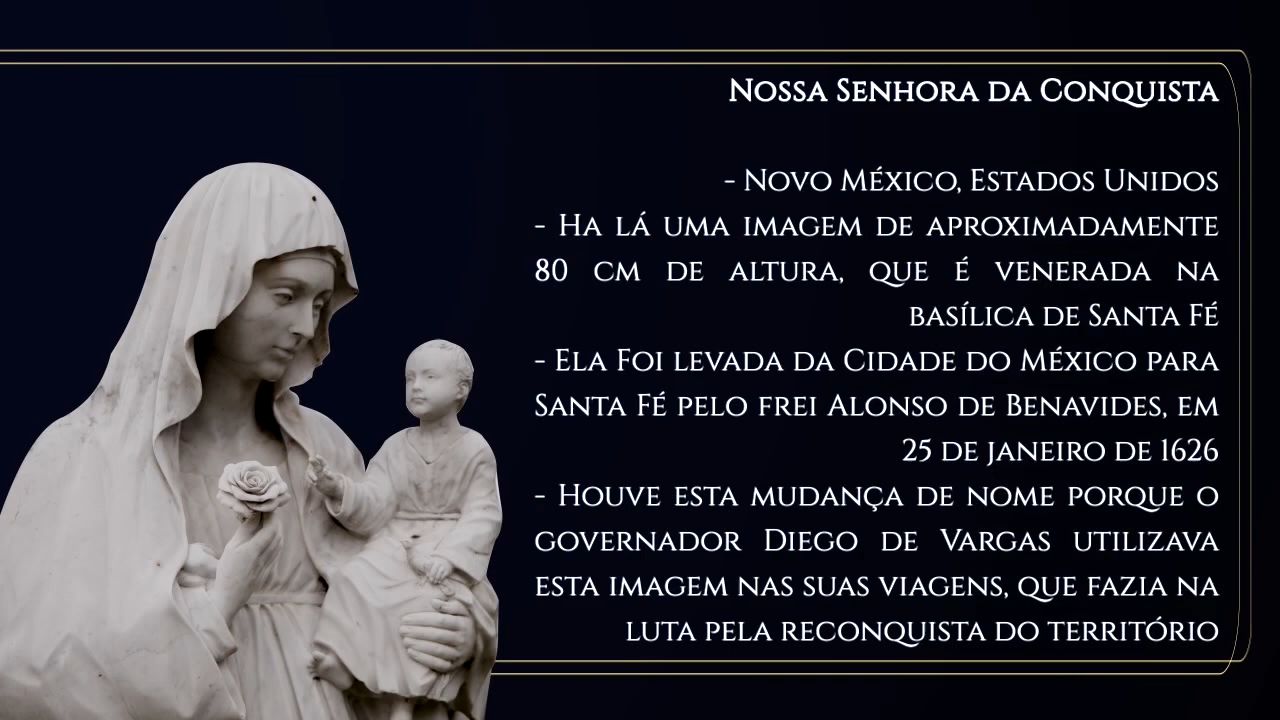 Nossa Senhora da Conquista
- Novo México, Estados Unidos
- Ha lá uma imagem de aproximadamente
80 cm de altura, que é venerada na
basílica de Santa Fé
- Ela Foi levada da Cidade do México para
Santa Fé pelo frei Alonso de Benavides, em
25 de janeiro de 1626
- Houve esta mudança de nome porque o
governador Diego de Vargas utilizava
esta imagem nas suas viagens, que fazia na
luta pela reconquista do território